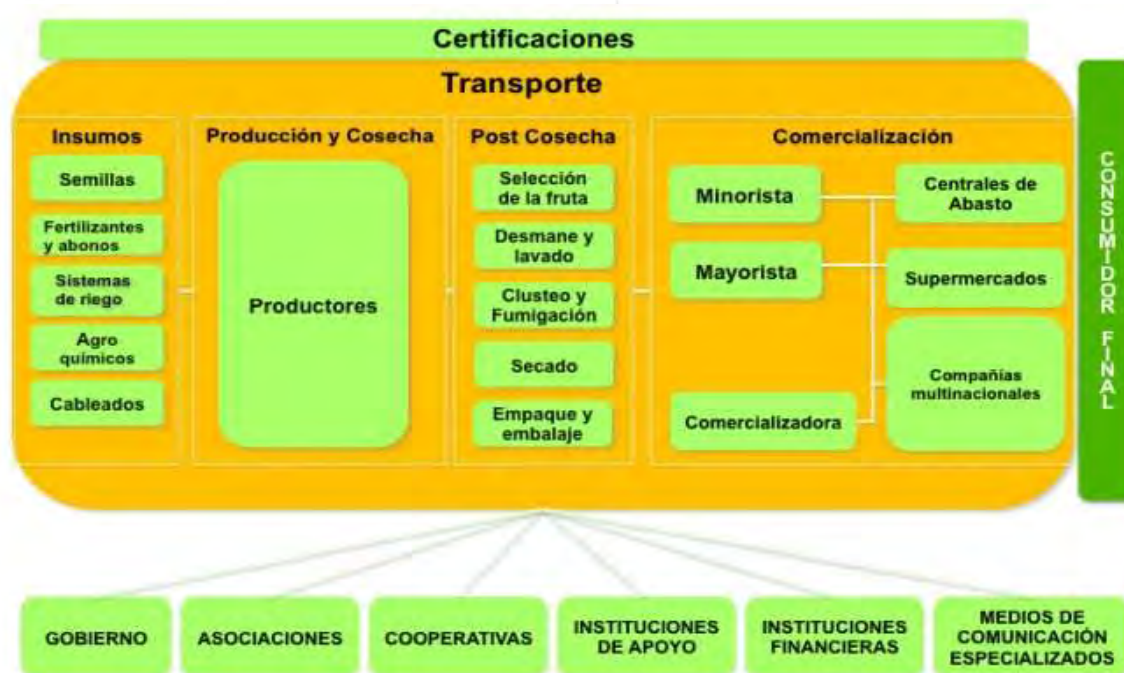 Certificaciones
Transporte
Insumos
Semillas
Fertilizantes
y abonos
Sistemas
de riego
Agro
químicos
Cableados
Producción y Cosecha
Productores
Post Cosecha
Selección
de la fruta
Desmane y
lavado
Clusteo y
Fumigación
Secado
Empaque y
embalaje
Comercialización
Minorista
Mayorista
Comercializadora
Centrales de
Abasto
Supermercados
Compañías
multinacionales
CONSUMIDOR FINAL
GOBIERNO
ASOCIACIONES
COOPERATIVAS
INSTITUCIONES
DE APOYO
INSTITUCIONES
FINANCIERAS
MEDIOS DE
COMUNICACIÓN
ESPECIALIZADOS